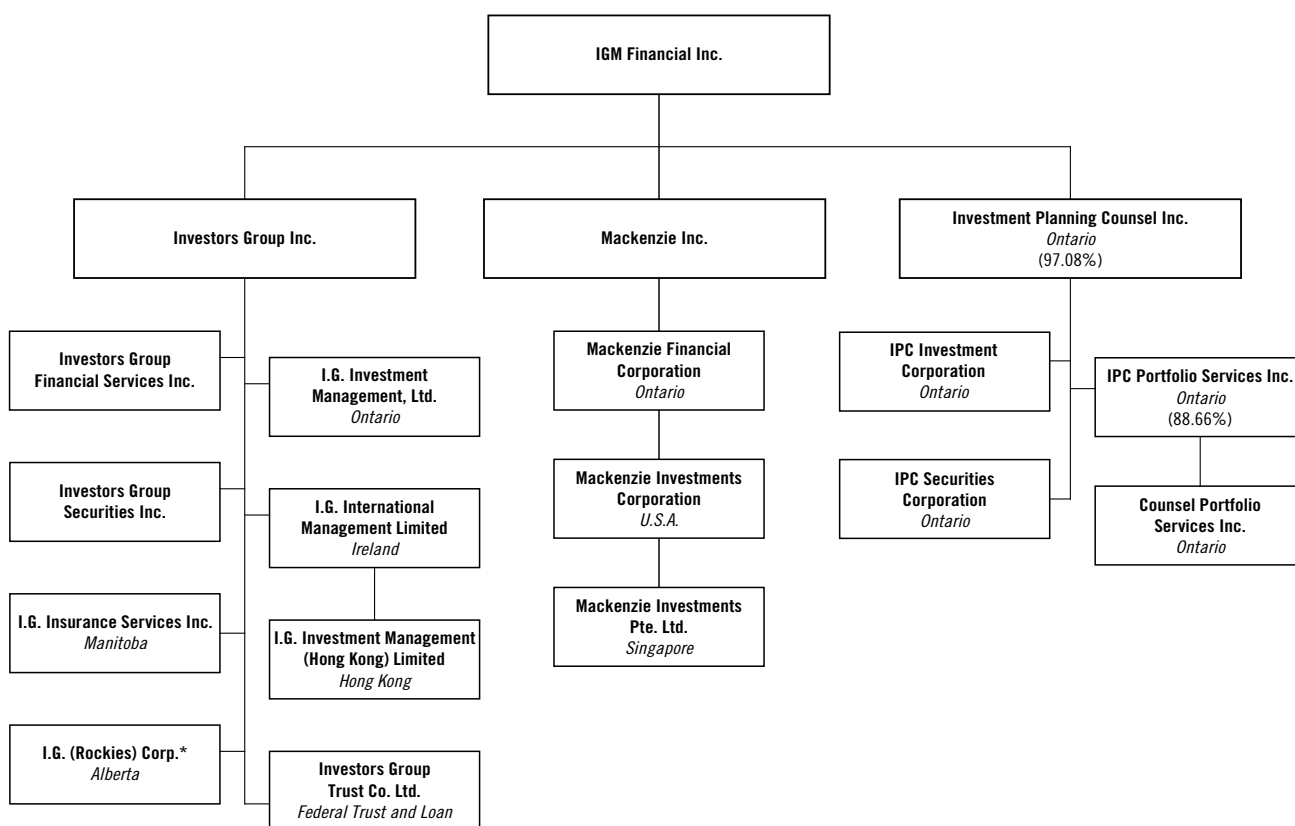 IGM Financial Inc.
Investors Group Inc.
Mackenzie Inc.
Investment Planning Counsel Inc.
Ontario
(97.08%)
Investors Group
Financial Services Inc.
I.G. Investment
Management, Ltd.
Ontario
Investors Group
Securities Inc.
I.G. International
Management Limited
Ireland
I.G. Insurance Services Inc.
Manitoba
I.G. Investment Management
(Hong Kong) Limited
Hong Kong
I.G. (Rockies) Corp.*
Alberta
Investors Group
Trust Co. Ltd.
Federal Trust and Loan
Mackenzie Financial
Corporation
Ontario
Mackenzie Investments
Corporation
U.S.A.
Mackenzie Investments
Pte. Ltd.
Singapore
IPC Investment
Corporation
Ontario
IPC Portfolio Services Inc.
Ontario
(88.66%)
IPC Securities
Corporation
Ontario
Counsel Portfolio
Services Inc.
Ontario